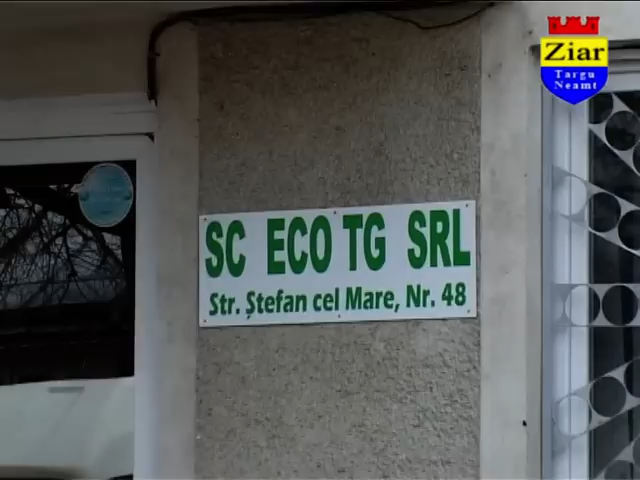 Ziar
Targu
Neamt
SC ECO TG SRL
Str. Ștefan cel Mare, Nr. 48